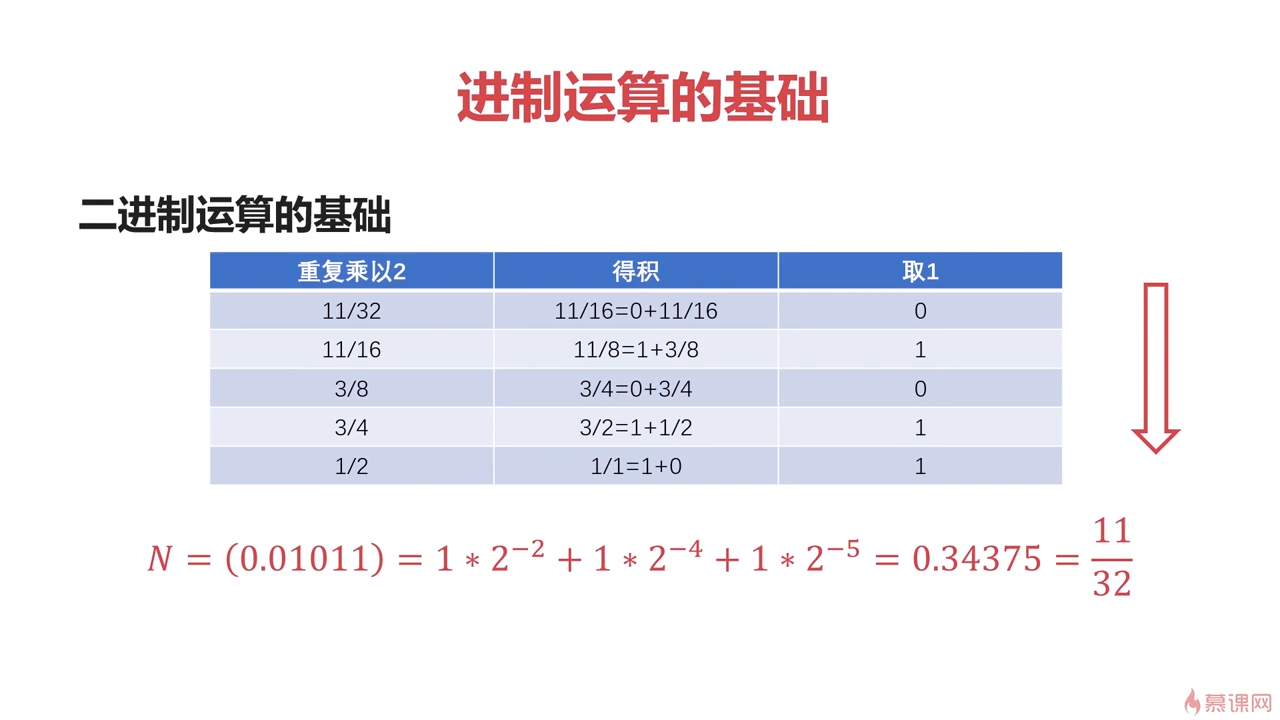 进制运算的基础
二进制运算的基础
重复乘以2 得积 取1
11/32 11/16=0+11/16 0
11/16 11/8=1+3/8 1
3/8 3/4=0+3/4 0
3/4 3/2=1+1/2 1
1/2 1/1=1+0 1
N = (0.01011) = 1 ∗ 2⁻² + 1 ∗ 2⁻⁴ + 1 ∗ 2⁻⁵ = 0.34375 = 11/32
慕课网